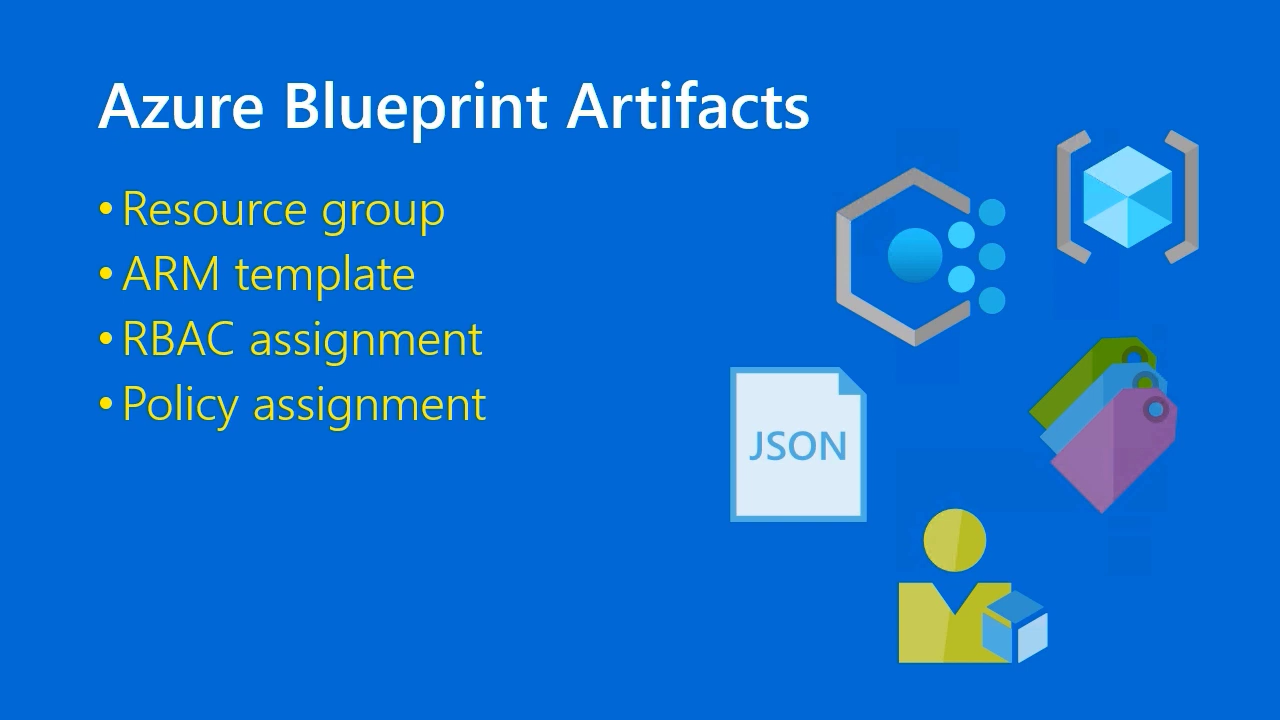 Azure Blueprint Artifacts
• Resource group
• ARM template
• RBAC assignment
• Policy assignment
JSON